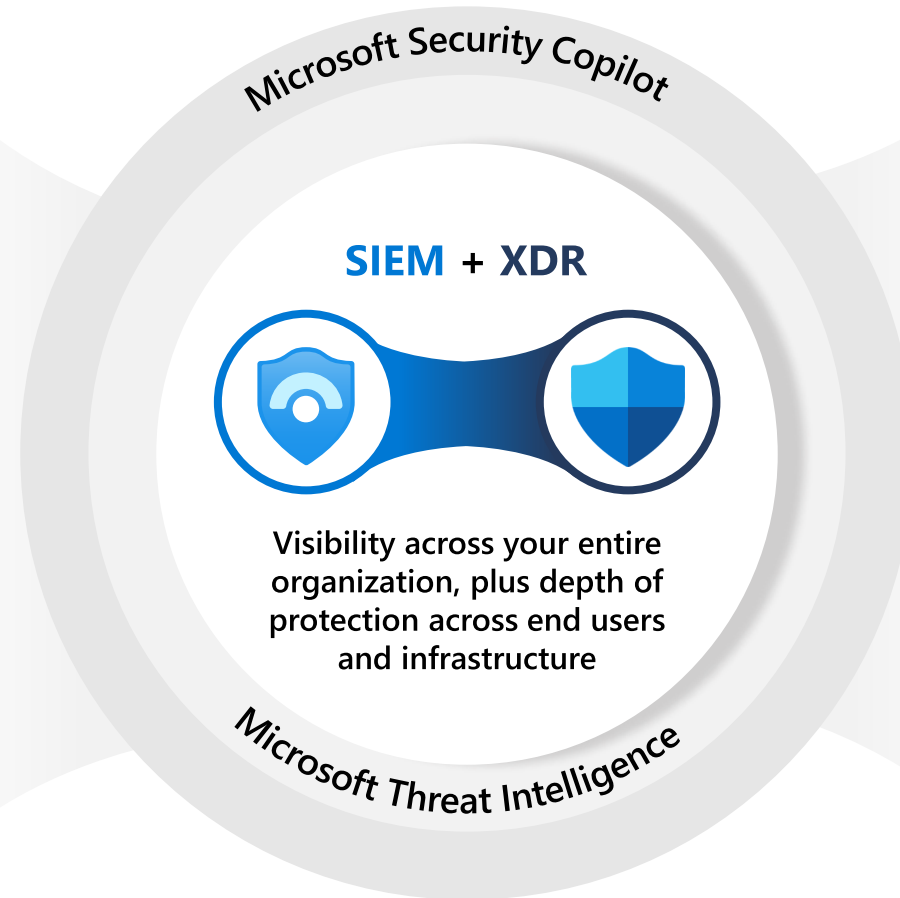 Microsoft Security Copilot
SIEM + XDR
Visibility across your entire
organization, plus depth of
protection across end users
and infrastructure
Microsoft Threat Intelligence